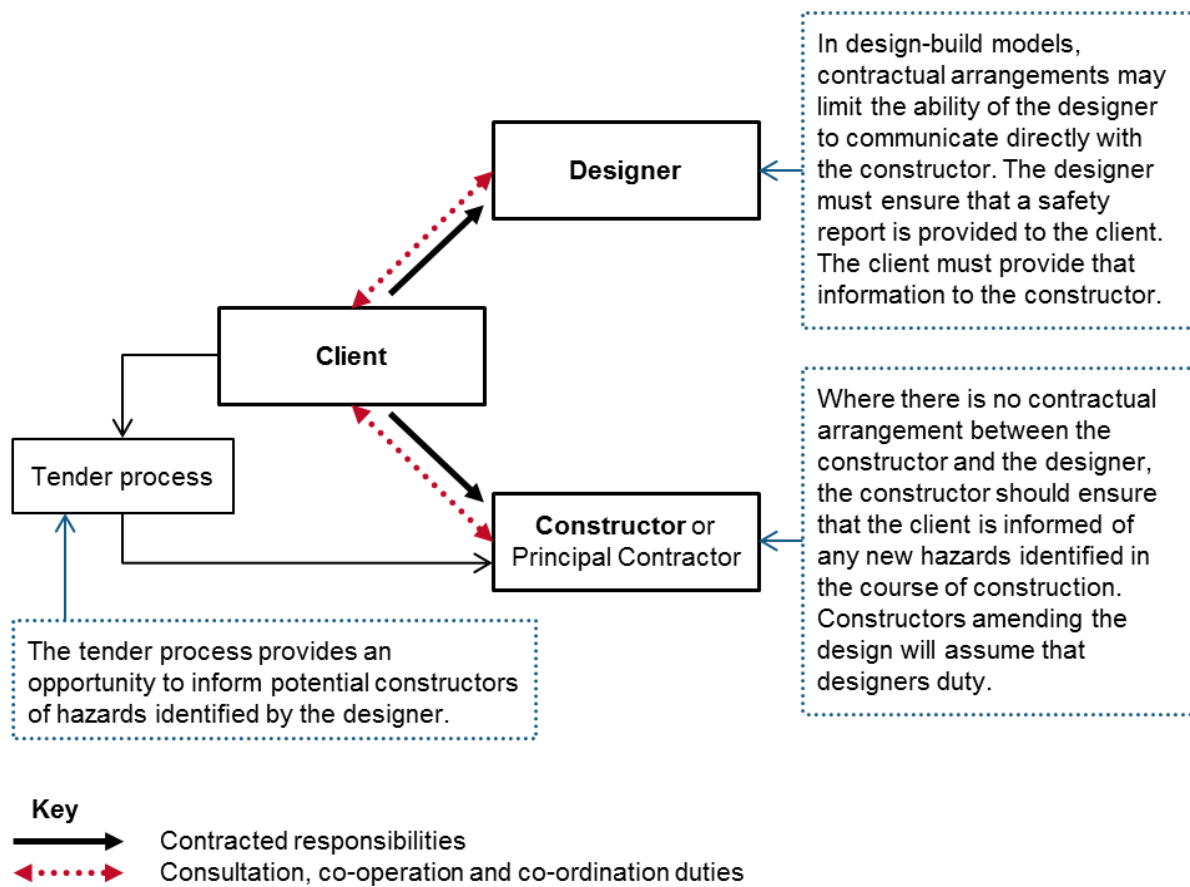 In design-build models,
contractual arrangements may
limit the ability of the designer
to communicate directly with
the constructor. The designer
must ensure that a safety
report is provided to the client.
The client must provide that
information to the constructor.
Designer
Client
Tender process
Constructor or
Principal Contractor
Where there is no contractual
arrangement between the
constructor and the designer,
the constructor should ensure
that the client is informed of
any new hazards identified in
the course of construction.
Constructors amending the
design will assume that
designers duty.
The tender process provides an
opportunity to inform potential constructors
of hazards identified by the designer.
Key
Contracted responsibilities
Consultation, co-operation and co-ordination duties